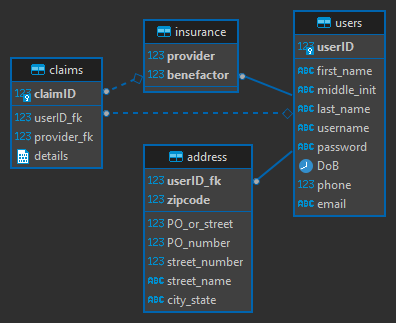 claims
123 claimID
123 userID_fk
123 provider_fk
details
insurance
123 provider
123 benefactor
address
123 userID_fk
123 zipcode
123 PO_or_street
123 PO_number
123 street_number
ABC street_name
ABC city_state
users
123 userID
ABC first_name
ABC middle_init
ABC last_name
ABC username
ABC password
DoB
123 phone
ABC email